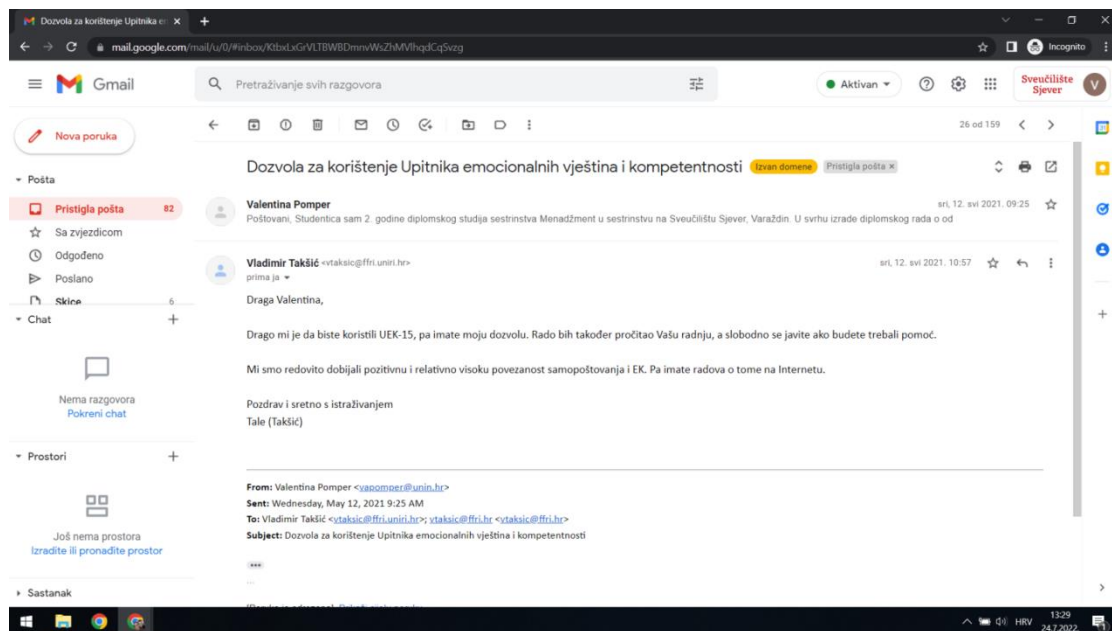 Dozvola za korištenje Upitnika en
mail.google.com/mail/u/0/#inbox/KtbxLxGrVLTBWBDmnvWsZhMVlhqdCqSvzg
Incognito
Gmail
Pretraživanje svih razgovora
Aktivan
Sveučilište
Sjever
V
Nova poruka
26 od 159
Pošta
Pristigla pošta 82
Sa zvjezdicom
Odgođeno
Poslano
Skice 6
Chat
Nema razgovora
Pokreni chat
Prostori
Još nema prostora
Izradite ili pronađite prostor
Sastanak
Dozvola za korištenje Upitnika emocionalnih vještina i kompetentnosti Izvan domene Pristigla pošta x
Valentina Pomper sri, 12. svi 2021. 09:25
Poštovani, Studentica sam 2. godine diplomskog studija sestrinstva Menadžment u sestrinstvu na Sveučilištu Sjever, Varaždin. U svrhu izrade diplomskog rada o od
Vladimir Takšić <vtaksic@ffri.uniri.hr> sri, 12. svi 2021. 10:57
prima ja
Draga Valentina,
Drago mi je da biste koristili UEK-15, pa imate moju dozvolu. Rado bih također pročitao Vašu radnju, a slobodno se javite ako budete trebali pomoć.
Mi smo redovito dobijali pozitivnu i relativno visoku povezanost samopoštovanja i EK. Pa imate radova o tome na Internetu.
Pozdrav i sretno s istraživanjem
Tale (Takšić)
From: Valentina Pomper <vapomper@unin.hr>
Sent: Wednesday, May 12, 2021 9:25 AM
To: Vladimir Takšić <vtaksic@ffri.uniri.hr>; vtaksic@ffri.hr <vtaksic@ffri.hr>
Subject: Dozvola za korištenje Upitnika emocionalnih vještina i kompetentnosti
...
HRV
13:29
24.7.2022.